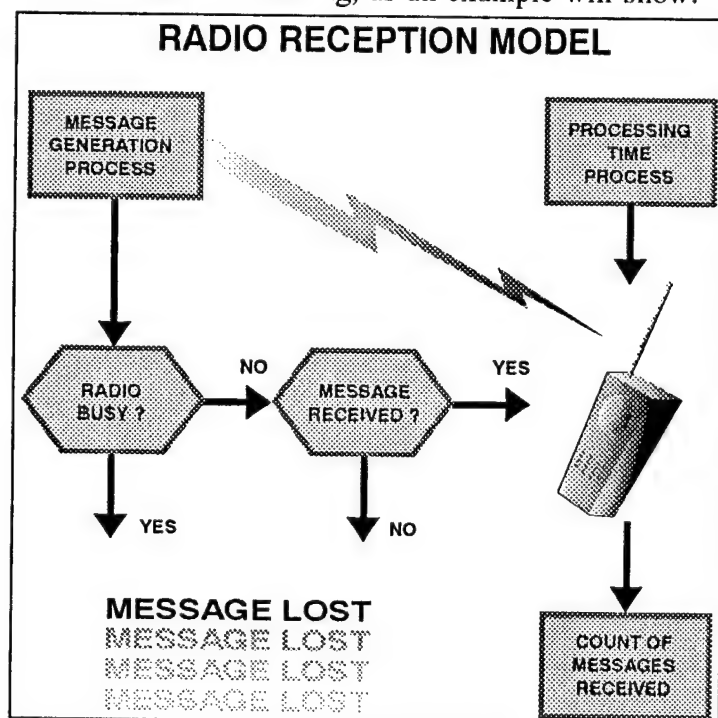 as an example will show.
RADIO RECEPTION MODEL
MESSAGE
GENERATION
PROCESS
PROCESSING
TIME
PROCESS
RADIO
BUSY ?
NO
MESSAGE
RECEIVED ?
YES
YES
NO
MESSAGE LOST
MESSAGE LOST
MESSAGE LOST
MESSAGE LOST
COUNT OF
MESSAGES
RECEIVED